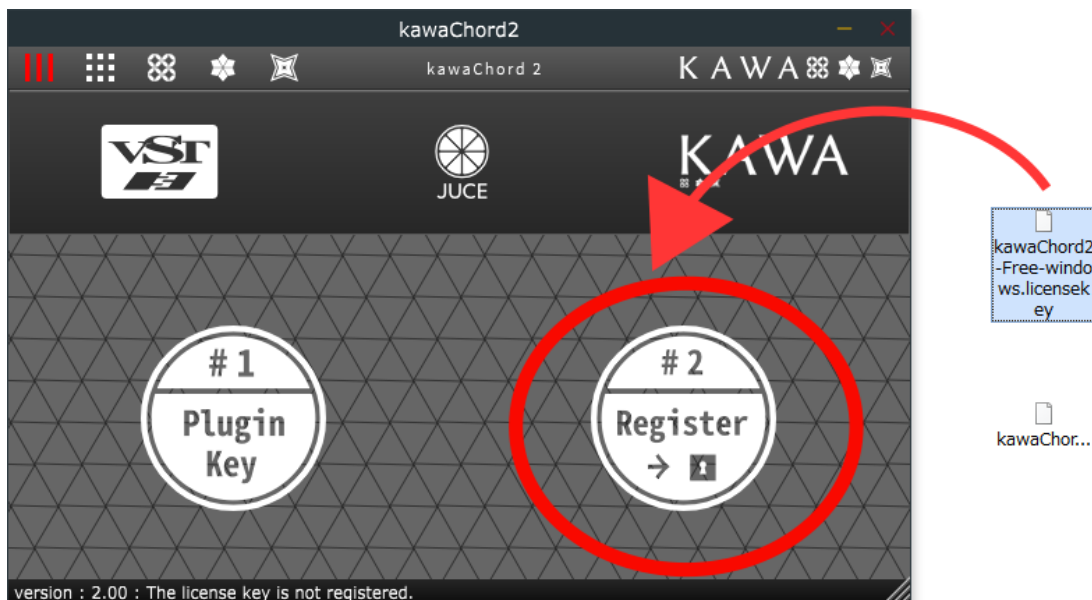 kawaChord2
kawaChord 2
KAWA
VST
JUCE
KAWA
kawaChord2
-Free-windo
ws.licensek
ey
# 1
Plugin
Key
# 2
Register
kawaChor...
version : 2.00 : The license key is not registered.